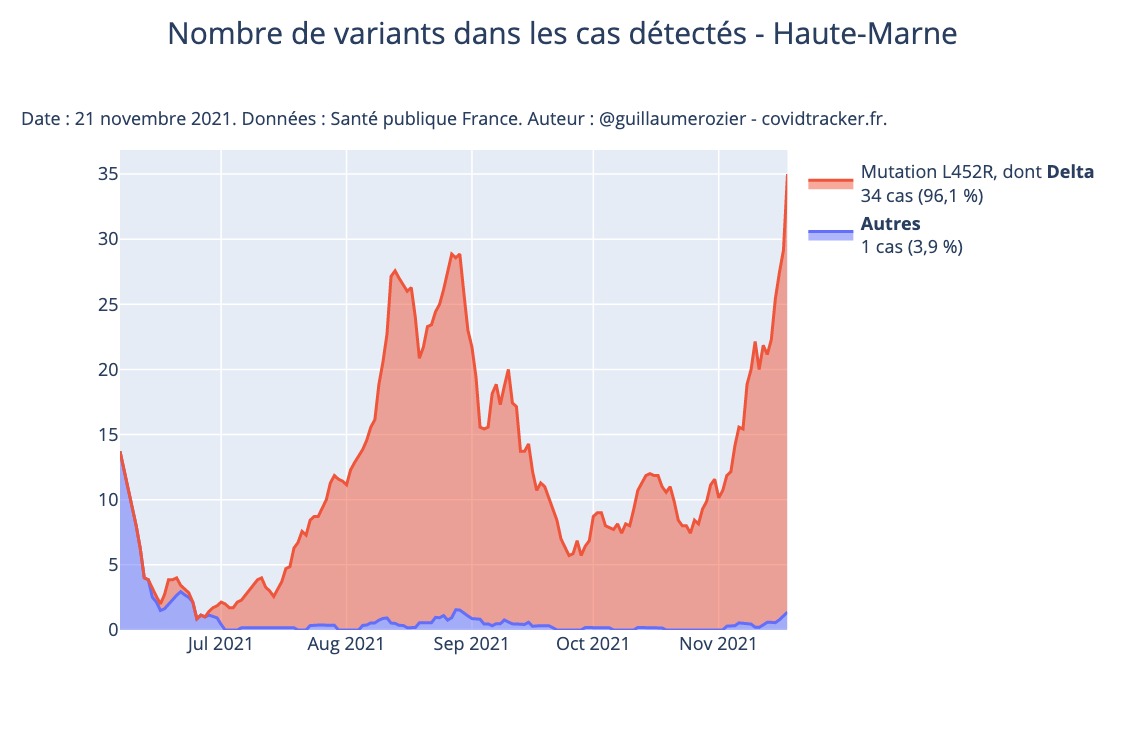 Nombre de variants dans les cas détectés - Haute-Marne
Date : 21 novembre 2021. Données : Santé publique France. Auteur : @guillaumerozier - covidtracker.fr.
35
30
25
20
15
10
5
0
Jul 2021
Aug 2021
Sep 2021
Oct 2021
Nov 2021
Mutation L452R, dont Delta
34 cas (96,1 %)
Autres
1 cas (3,9 %)